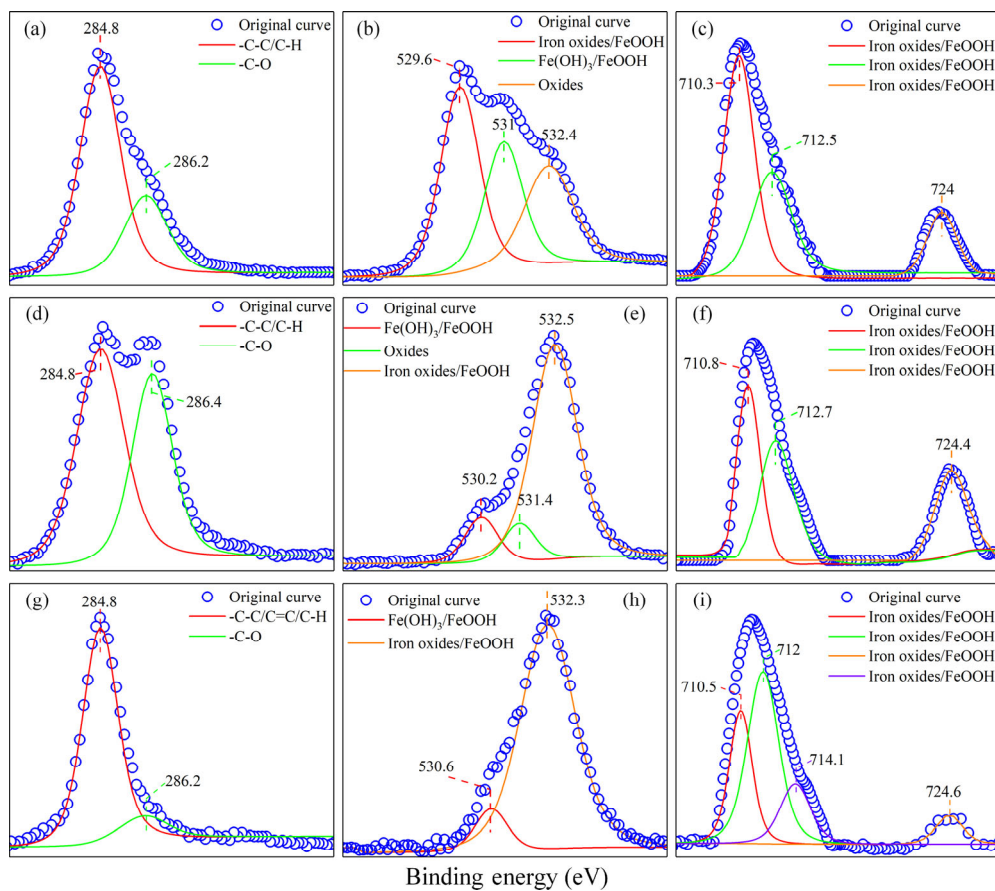 (a)
284.8
Original curve
-C-C/C-H
-C-O
286.2
(b)
529.6
Original curve
Iron oxides/FeOOH
Fe(OH)3/FeOOH
Oxides
531
532.4
(c)
Original curve
Iron oxides/FeOOH
Iron oxides/FeOOH
Iron oxides/FeOOH
710.3
712.5
724
(d)
Original curve
-C-C/C-H
-C-O
284.8
286.4
Original curve
Fe(OH)3/FeOOH
Oxides
Iron oxides/FeOOH
532.5
(e)
530.2
531.4
(f)
Original curve
Iron oxides/FeOOH
Iron oxides/FeOOH
Iron oxides/FeOOH
710.8
712.7
724.4
(g)
284.8
Original curve
-C-C/C=C/C-H
-C-O
286.2
Original curve
Fe(OH)3/FeOOH
Iron oxides/FeOOH
532.3
(h)
530.6
(i)
Original curve
Iron oxides/FeOOH
Iron oxides/FeOOH
Iron oxides/FeOOH
Iron oxides/FeOOH
710.5
712
714.1
724.6
Binding energy (eV)